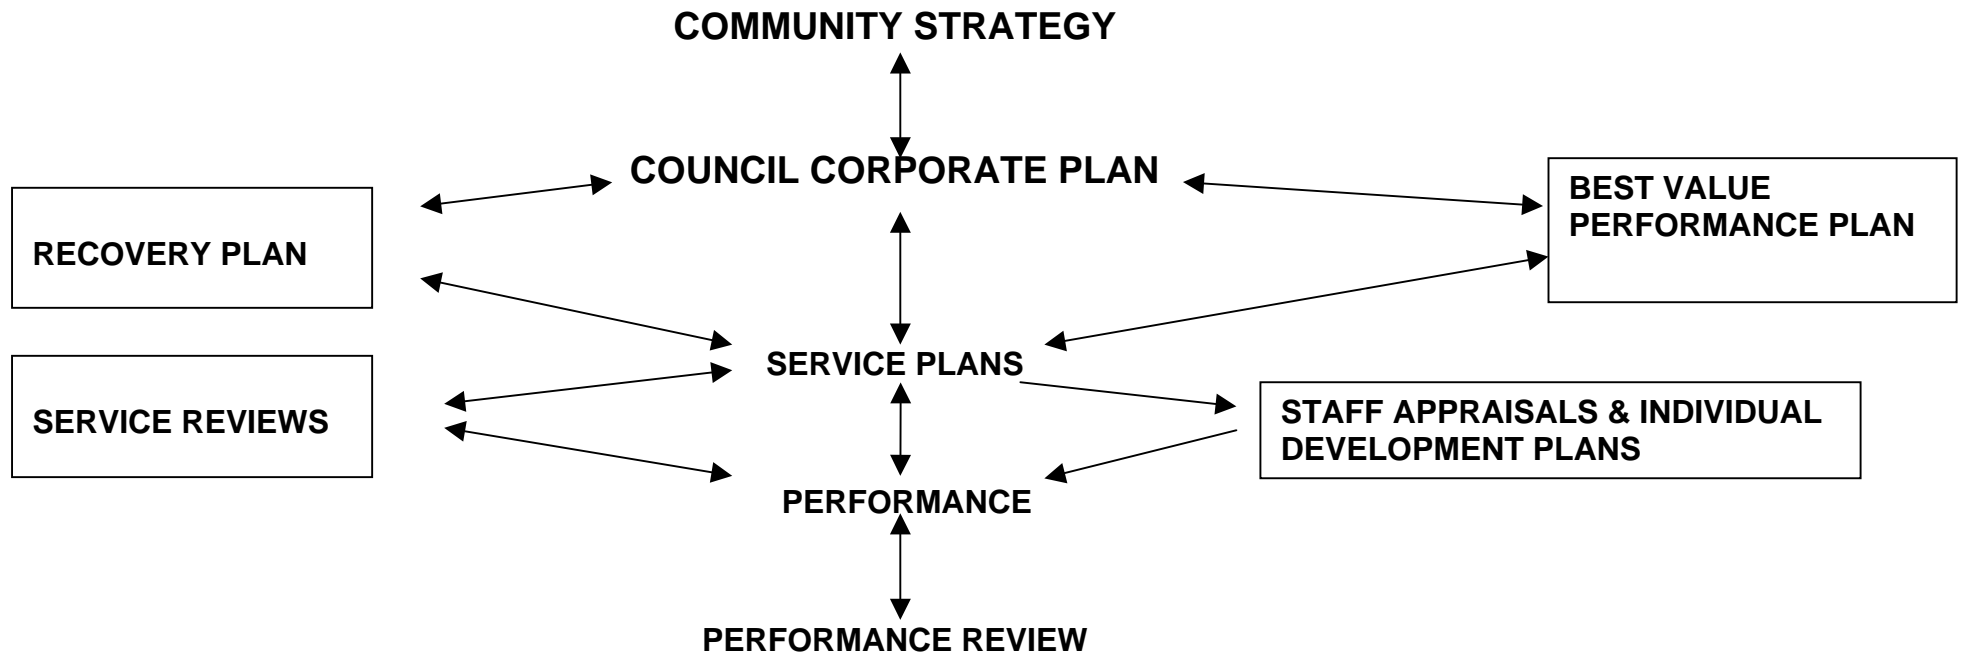 COMMUNITY STRATEGY
COUNCIL CORPORATE PLAN
BEST VALUE
PERFORMANCE PLAN
RECOVERY PLAN
SERVICE PLANS
SERVICE REVIEWS
STAFF APPRAISALS & INDIVIDUAL
DEVELOPMENT PLANS
PERFORMANCE
PERFORMANCE REVIEW